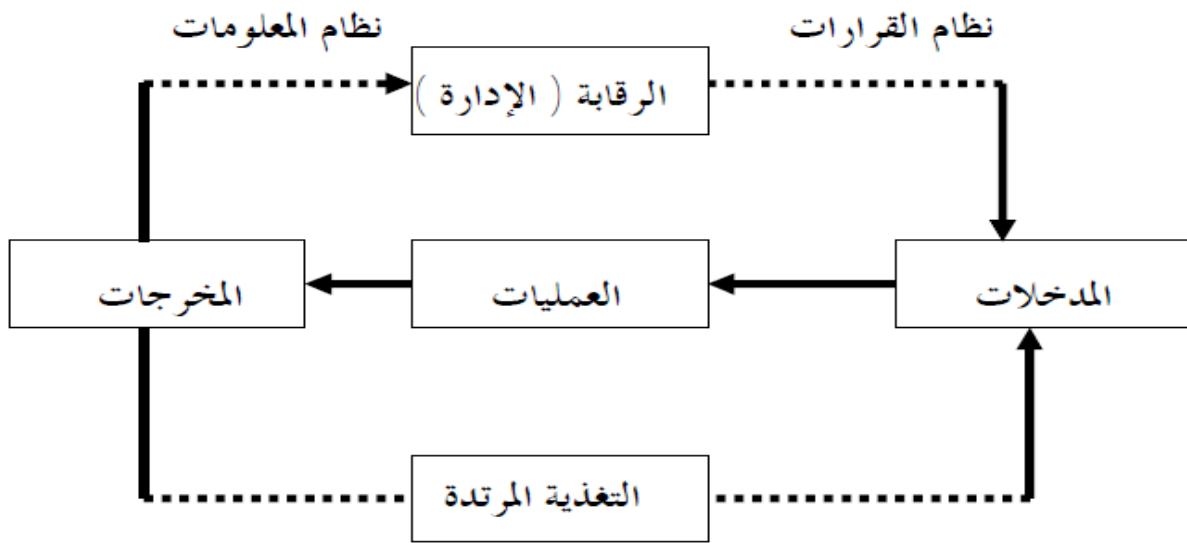 نظام القرارات
نظام المعلومات
الرقابة ( الإدارة )
المدخلات
العمليات
المخرجات
التغذية المرتدة